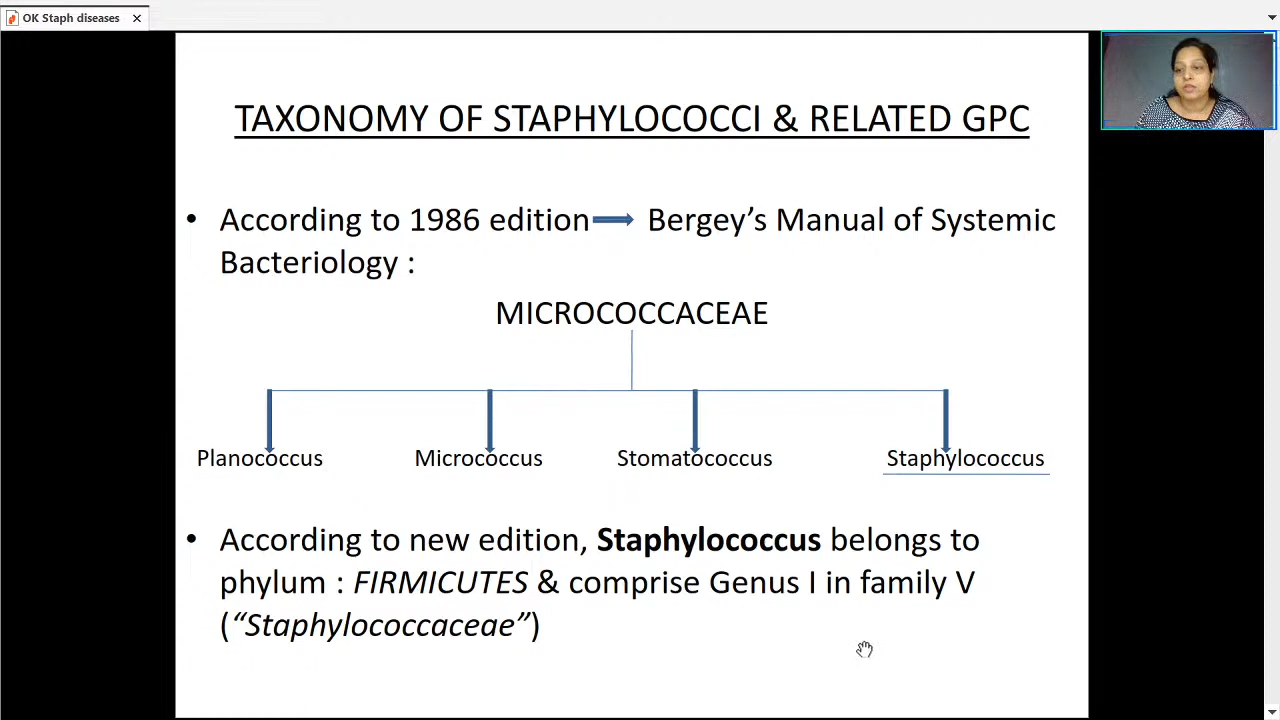 OK Staph diseases
TAXONOMY OF STAPHYLOCOCCI & RELATED GPC
• According to 1986 edition Bergey’s Manual of Systemic
Bacteriology :
MICROCOCCACEAE
Planococcus Micrococcus Stomatococcus Staphylococcus
• According to new edition, Staphylococcus belongs to
phylum : FIRMICUTES & comprise Genus I in family V
(“Staphylococcaceae”)